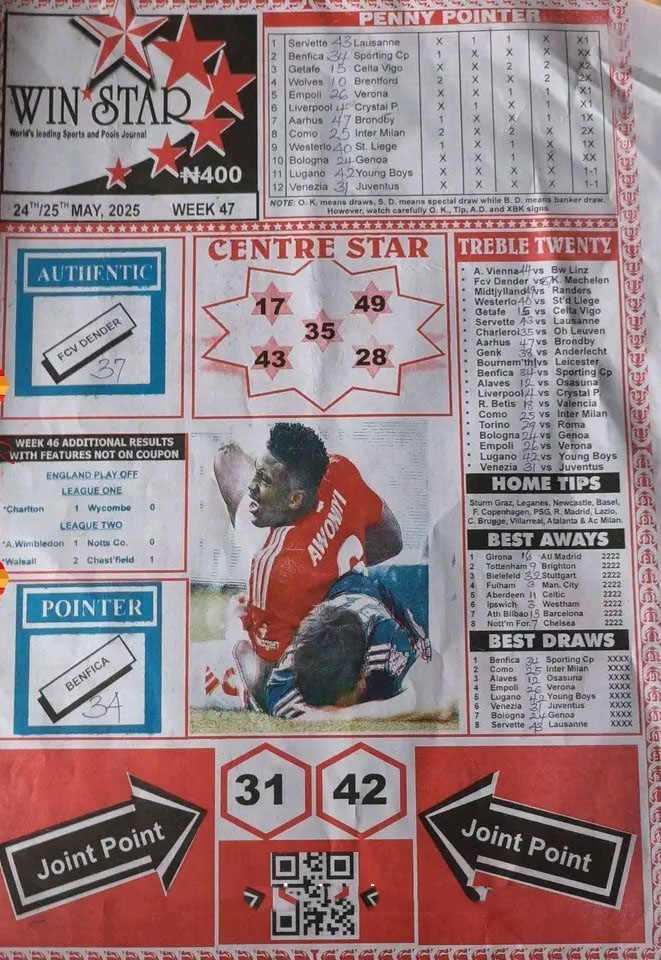 WIN STAR
World's leading Sports and Pools Journal
₦400
24TH/25TH MAY, 2025 WEEK 47
PENNY POINTER
1 Servette 43 Lausanne X 1 1 X X1
2 Benfica 34 Sporting Cp 1 X X X XX
3 Getafe 15 Celta Vigo X X 2 2 X2
4 Wolves 10 Brentford 2 X X 2 2X
5 Empoli 26 Verona X X 1 1 X1
6 Liverpool 4 Crystal P. X X X 1 X1
7 Aarhus 47 Brondby 1 X 1 1 1X
8 Como 25 Inter Milan 2 2 X 2X
9 Westerlo 40 St. Liege 1 X X 1 1X
10 Bologna 24 Genoa X X 1 X XX
11 Lugano 42 Young Boys X 1 X X 1-1
12 Venezia 31 Juventus X X X 1 1-1
NOTE: O. K. means draws, S. D. means special draw while B. D. means banker draw.
However, watch carefully O. K., Tip, A.D. and XBK signs
AUTHENTIC
FCV DENDER
37
CENTRE STAR
17 49
35
43 28
TREBLE TWENTY
A. Vienna 44 vs Bw Linz
Fcv Dender vs K. Mechelen
Midtjylland vs Randers
Westerlo 40 vs St'd Liege
Getafe 15 vs Celta Vigo
Servette 43 vs Lausanne
Charleroi 35 vs Oh Leuven
Aarhus 47 vs Brondby
Genk 38 vs Anderlecht
Bournem'th vs Leicester
Benfica 34 vs Sporting Cp
Alaves 12 vs Osasuna
Liverpool 4 vs Crystal P.
R. Betis 18 vs Valencia
Como 25 vs Inter Milan
Torino 29 vs Roma
Bologna 24 vs Genoa
Empoli 26 vs Verona
Lugano 42 vs Young Boys
Venezia 31 vs Juventus
WEEK 46 ADDITIONAL RESULTS
WITH FEATURES NOT ON COUPON
ENGLAND PLAY OFF
LEAGUE ONE
*Charlton 1 Wycombe 0
LEAGUE TWO
*A.Wimbledon 1 Notts Co. 0
*Walsall 2 Chest'field 1
AWONIYI
HOME TIPS
Sturm Graz, Leganes, Newcastle, Basel,
F. Copenhagen, PSG, R. Madrid, Lazio,
C. Brugge, Villarreal, Atalanta & Ac Milan.
BEST AWAYS
1 Girona 16 Atl Madrid 2222
2 Tottenham 9 Brighton 2222
3 Bielefeld 32 Stuttgart 2222
4 Fulham 3 Man. City 2222
5 Aberdeen 11 Celtic 2222
6 Ipswich 3 Westham 2222
7 Ath Bilbao 13 Barcelona 2222
8 Nott'm For. 7 Chelsea 2222
POINTER
BENFICA
34
BEST DRAWS
1 Benfica 34 Sporting Cp XXXX
2 Como 25 Inter Milan XXXX
3 Alaves 12 Osasuna XXXX
4 Empoli 26 Verona XXXX
5 Lugano 42 Young Boys XXXX
6 Venezia 31 Juventus XXXX
7 Bologna 24 Genoa XXXX
8 Servette 43 Lausanne XXXX
Joint Point
31 42
Joint Point